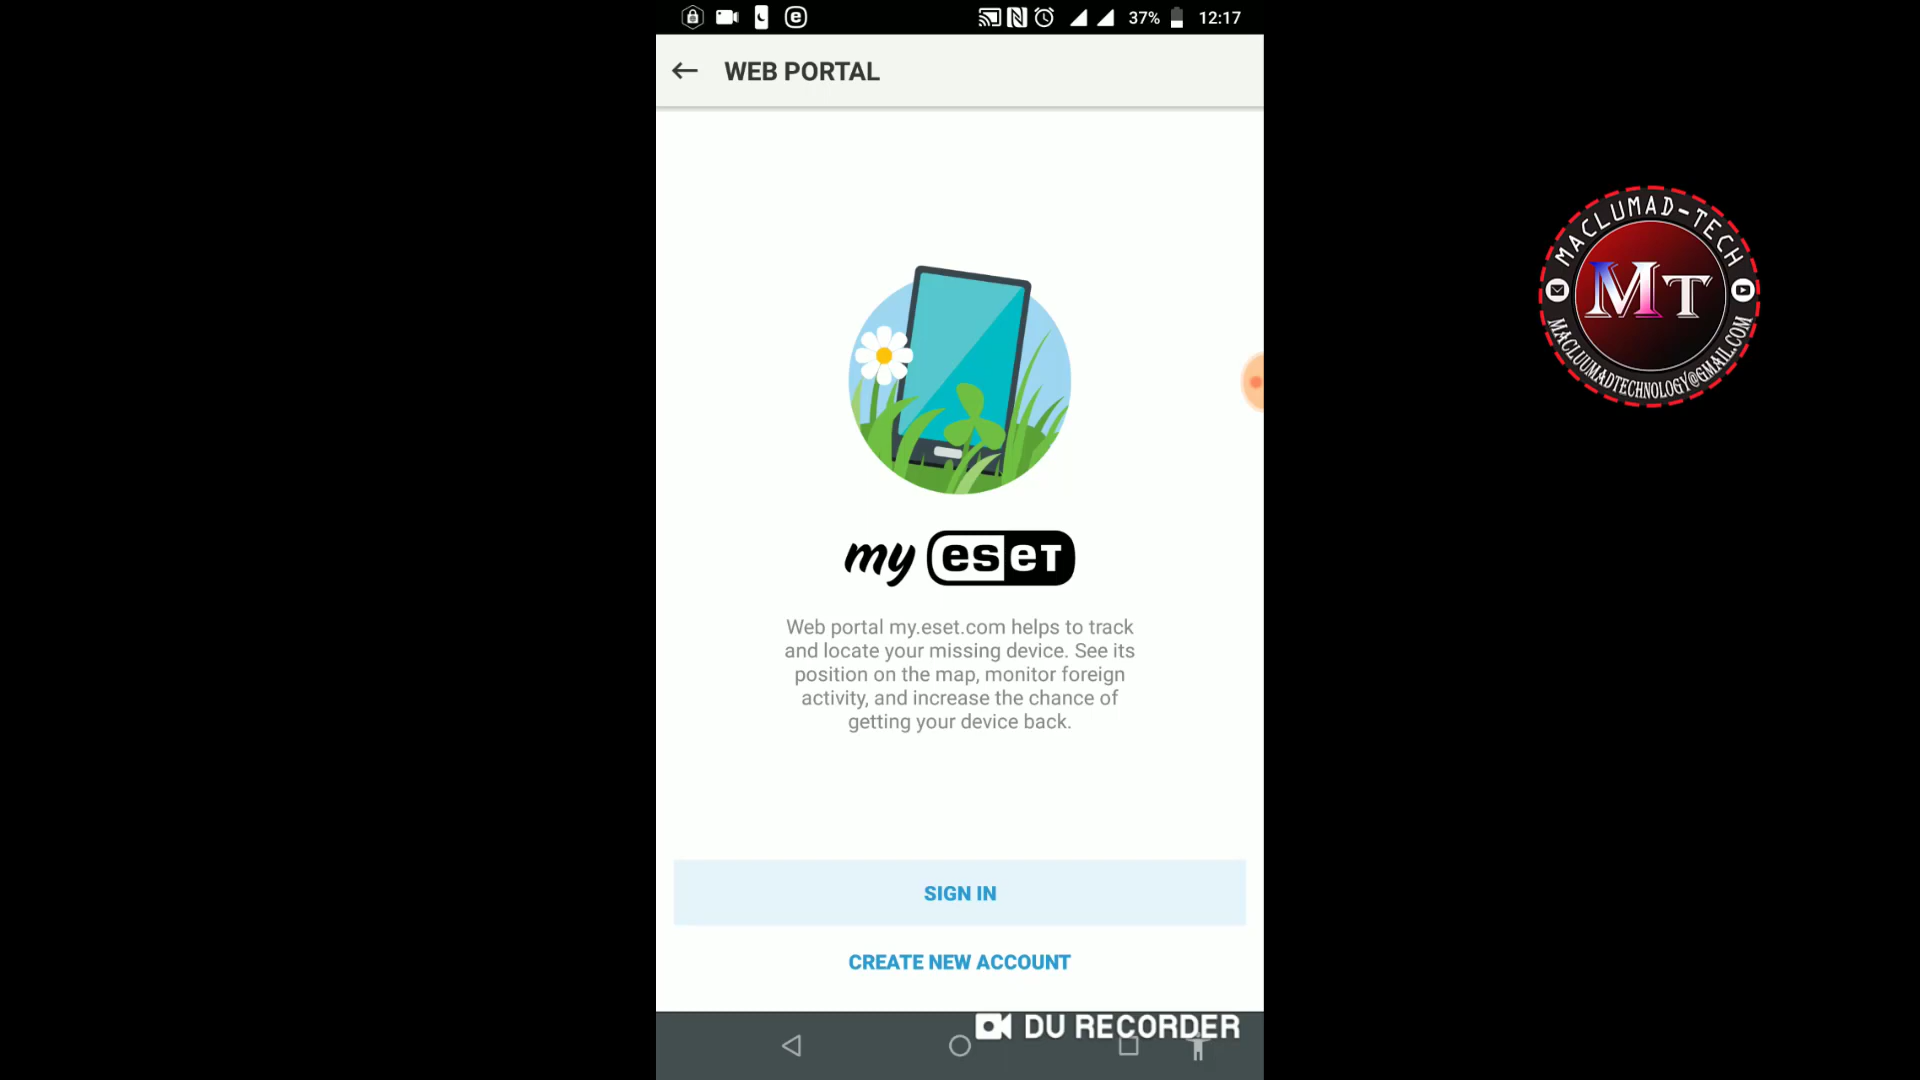 37% 12:17
WEB PORTAL
MACLUMAD-TECH
MT
MACLUUMADTECHNOLOGY@GMAIL.COM
my eset
Web portal my.eset.com helps to track
and locate your missing device. See its
position on the map, monitor foreign
activity, and increase the chance of
getting your device back.
SIGN IN
CREATE NEW ACCOUNT
DU RECORDER